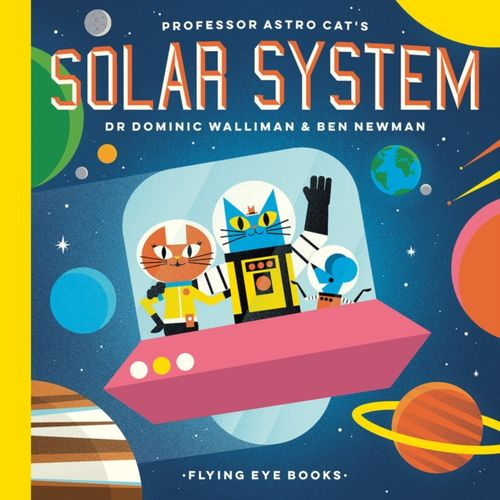 PROFESSOR ASTRO CAT'S
SOLAR SYSTEM
DR DOMINIC WALLIMAN & BEN NEWMAN
·FLYING EYE BOOKS·